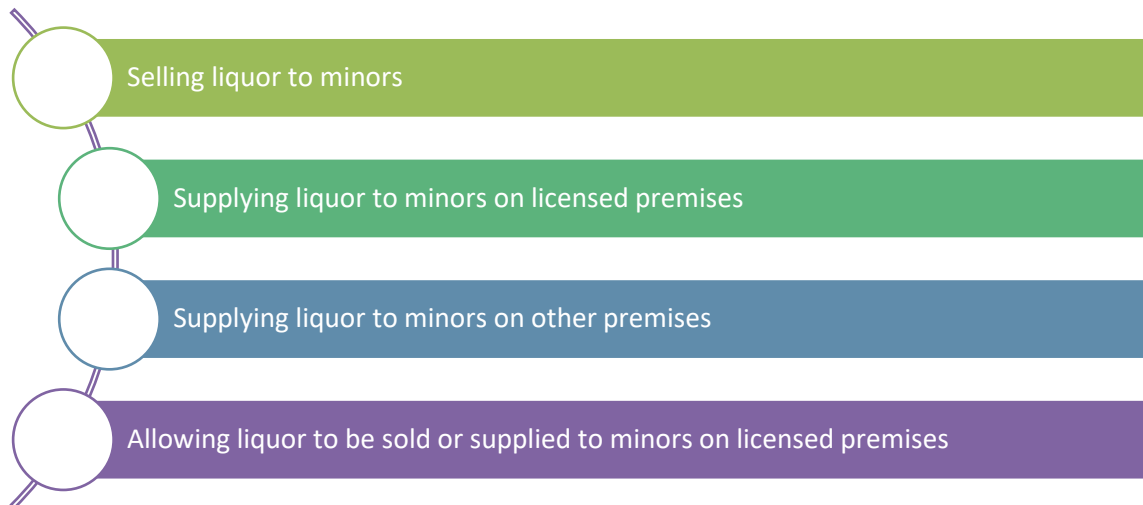 Selling liquor to minors
Supplying liquor to minors on licensed premises
Supplying liquor to minors on other premises
Allowing liquor to be sold or supplied to minors on licensed premises